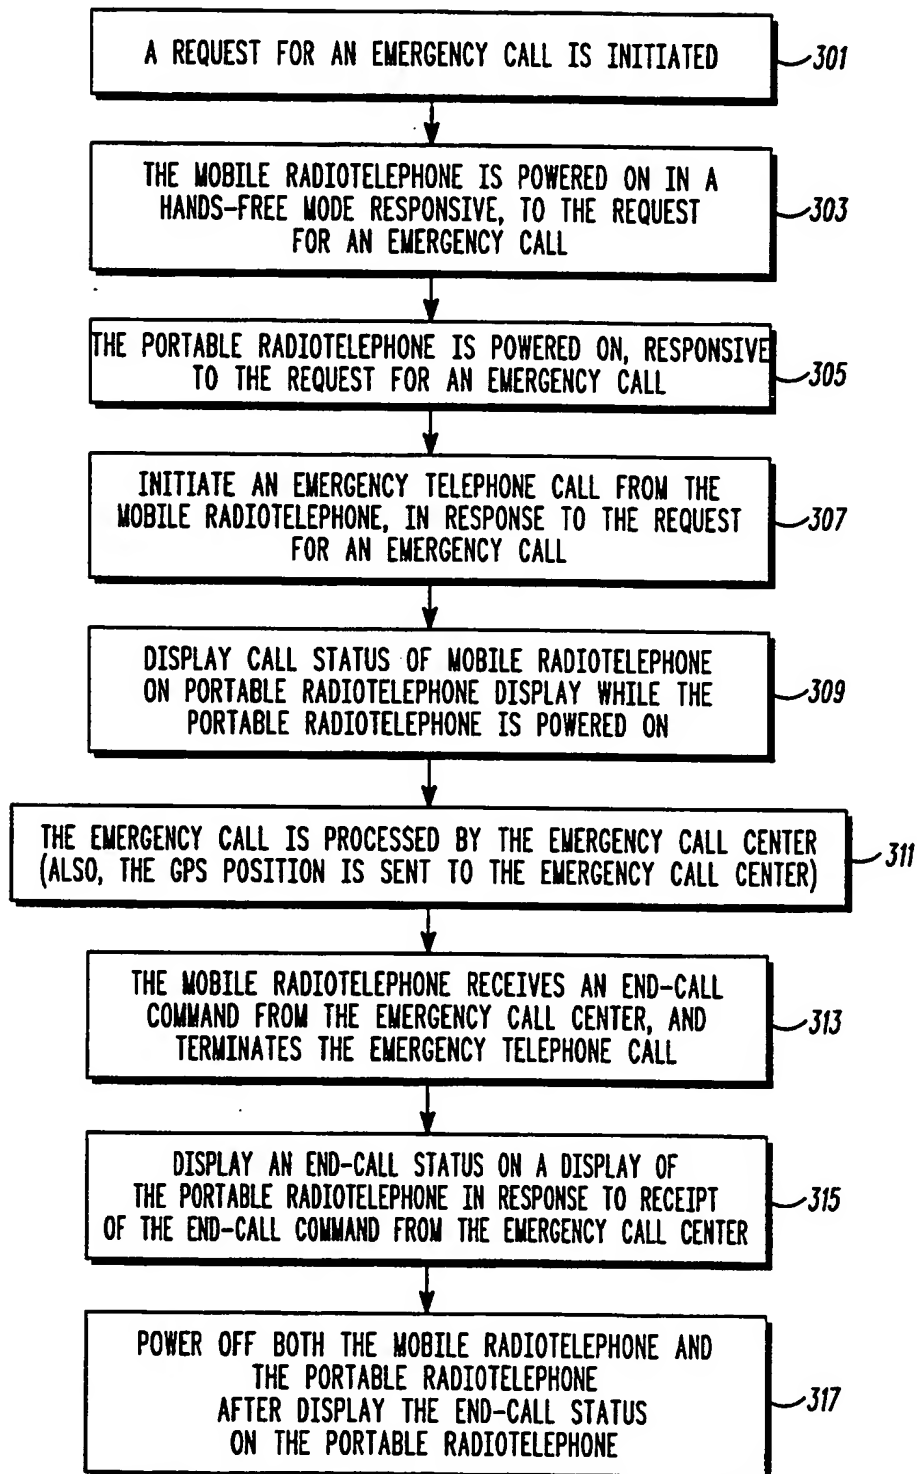 A REQUEST FOR AN EMERGENCY CALL IS INITIATED
301
THE MOBILE RADIOTELEPHONE IS POWERED ON IN A
HANDS-FREE MODE RESPONSIVE, TO THE REQUEST
FOR AN EMERGENCY CALL
303
THE PORTABLE RADIOTELEPHONE IS POWERED ON, RESPONSIVE
TO THE REQUEST FOR AN EMERGENCY CALL
305
INITIATE AN EMERGENCY TELEPHONE CALL FROM THE
MOBILE RADIOTELEPHONE, IN RESPONSE TO THE REQUEST
FOR AN EMERGENCY CALL
307
DISPLAY CALL STATUS OF MOBILE RADIOTELEPHONE
ON PORTABLE RADIOTELEPHONE DISPLAY WHILE THE
PORTABLE RADIOTELEPHONE IS POWERED ON
309
THE EMERGENCY CALL IS PROCESSED BY THE EMERGENCY CALL CENTER
(ALSO, THE GPS POSITION IS SENT TO THE EMERGENCY CALL CENTER)
311
THE MOBILE RADIOTELEPHONE RECEIVES AN END-CALL
COMMAND FROM THE EMERGENCY CALL CENTER, AND
TERMINATES THE EMERGENCY TELEPHONE CALL
313
DISPLAY AN END-CALL STATUS ON A DISPLAY OF
THE PORTABLE RADIOTELEPHONE IN RESPONSE TO RECEIPT
OF THE END-CALL COMMAND FROM THE EMERGENCY CALL CENTER
315
POWER OFF BOTH THE MOBILE RADIOTELEPHONE AND
THE PORTABLE RADIOTELEPHONE
AFTER DISPLAY THE END-CALL STATUS
ON THE PORTABLE RADIOTELEPHONE
317